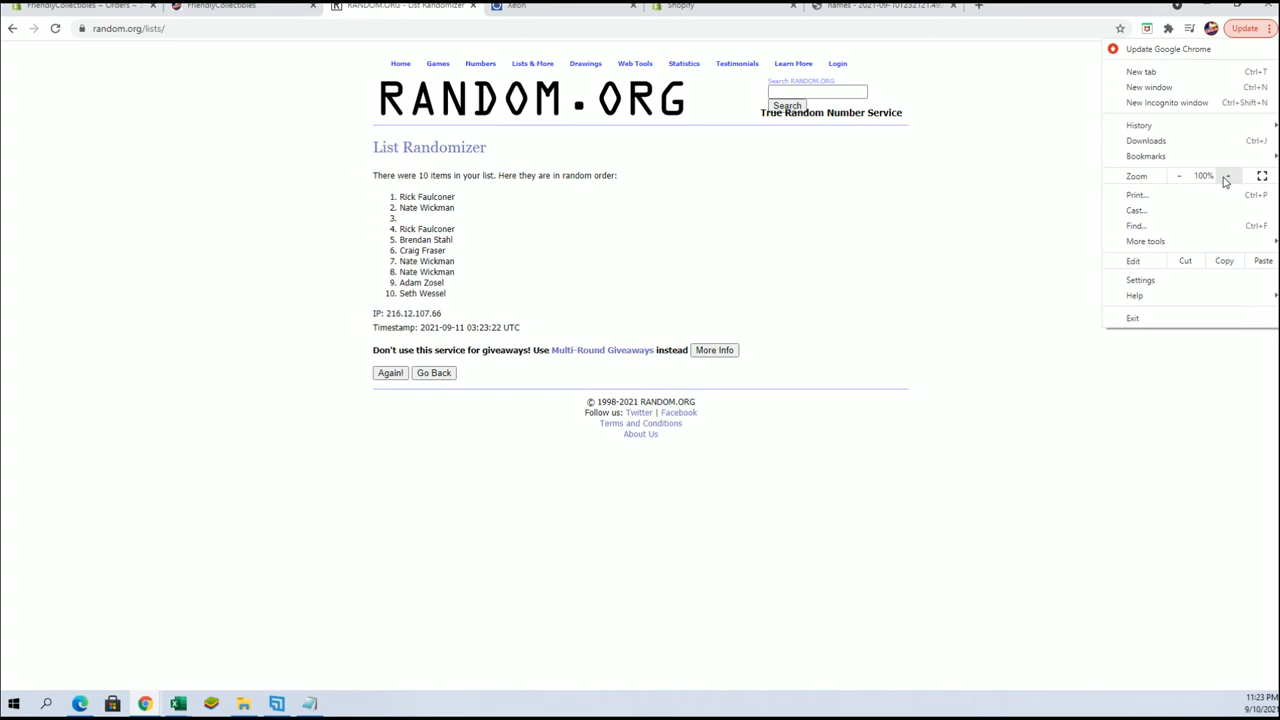 FriendlyCollectibles ~ Orders ~ S
FriendlyCollectibles
RANDOM.ORG - List Randomizer
Xeon
Shopify
random.org/lists/
Update
Update Google Chrome
New tab Ctrl+T
New window Ctrl+N
New Incognito window Ctrl+Shift+N
History
Downloads Ctrl+J
Bookmarks
Zoom - 100% +
Print... Ctrl+P
Cast...
Find... Ctrl+F
More tools
Edit Cut Copy Paste
Settings
Help
Exit
Home Games Numbers Lists & More Drawings Web Tools Statistics Testimonials Learn More Login
RANDOM.ORG
Search RANDOM.ORG
Search
True Random Number Service
List Randomizer
There were 10 items in your list. Here they are in random order:
1. Rick Faulconer
2. Nate Wickman
3.
4. Rick Faulconer
5. Brendan Stahl
6. Craig Fraser
7. Nate Wickman
8. Nate Wickman
9. Adam Zosel
10. Seth Wessel
IP: 216.12.107.66
Timestamp: 2021-09-11 03:23:22 UTC
Don't use this service for giveaways! Use Multi-Round Giveaways instead More Info
Again! Go Back
© 1998-2021 RANDOM.ORG
Follow us: Twitter | Facebook
Terms and Conditions
About Us
11:23 PM
9/10/2021